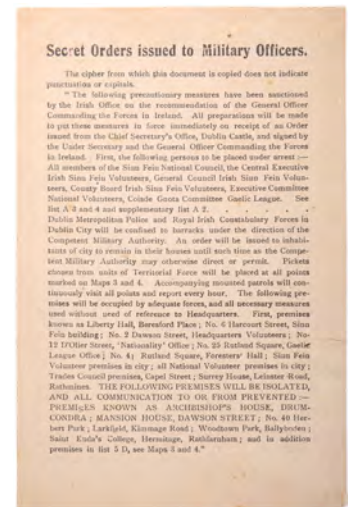 Secret Orders issued to Military Officers.
The cipher from which this document is copied does not indicate
punctuation or capitals.
"The following precautionary measures have been sanctioned
by the Irish Office on the recommendation of the General Officer
Commanding the Forces in Ireland. All preparations will be made
to put these measures in force immediately on receipt of an Order
issued from the Chief Secretary's Office, Dublin Castle, and signed by
the Under Secretary and the General Officer Commanding the Forces
in Ireland. First, the following persons to be placed under arrest :—
All members of the Sinn Fein National Council, the Central Executive
Irish Sinn Fein Volunteers, General Council Irish Sinn Fein Volun-
teers, County Board Irish Sinn Fein Volunteers, Executive Committee
National Volunteers, Coisde Gnota Committee Gaelic League. See
list A 3 and 4 and supplementary list A 2. . . . . .
Dublin Metropolitan Police and Royal Irish Constabulary Forces in
Dublin City will be confined to barracks under the direction of the
Competent Military Authority. An order will be issued to inhabi-
tants of city to remain in their houses until such time as the Compe-
tent Military Authority may otherwise direct or permit. Pickets
chosen from units of Territorial Force will be placed at all points
marked on Maps 3 and 4. Accompanying mounted patrols will con-
tinuously visit all points and report every hour. The following pre-
mises will be occupied by adequate forces, and all necessary measures
used without need of reference to Headquarters. First, premises
known as Liberty Hall, Beresford Place; No. 6 Harcourt Street, Sinn
Fein building; No. 2 Dawson Street, Headquarters Volunteers; No.
12 D'Olier Street, 'Nationality' Office; No. 25 Rutland Square, Gaelic
League Office; No. 41 Rutland Square, Foresters' Hall; Sinn Fein
Volunteer premises in city; all National Volunteer premises in city;
Trades Council premises, Capel Street; Surrey House, Leinster Road,
Rathmines. THE FOLLOWING PREMISES WILL BE ISOLATED,
AND ALL COMMUNICATION TO OR FROM PREVENTED :—
PREMISES KNOWN AS ARCHBISHOP'S HOUSE, DRUM-
CONDRA; MANSION HOUSE, DAWSON STREET; No. 40 Her-
bert Park; Larkfield, Kimmage Road; Woodtown Park, Ballyboden;
Saint Enda's College, Hermitage, Rathfarnham; and in addition
premises in list 5 D, see Maps 3 and 4."